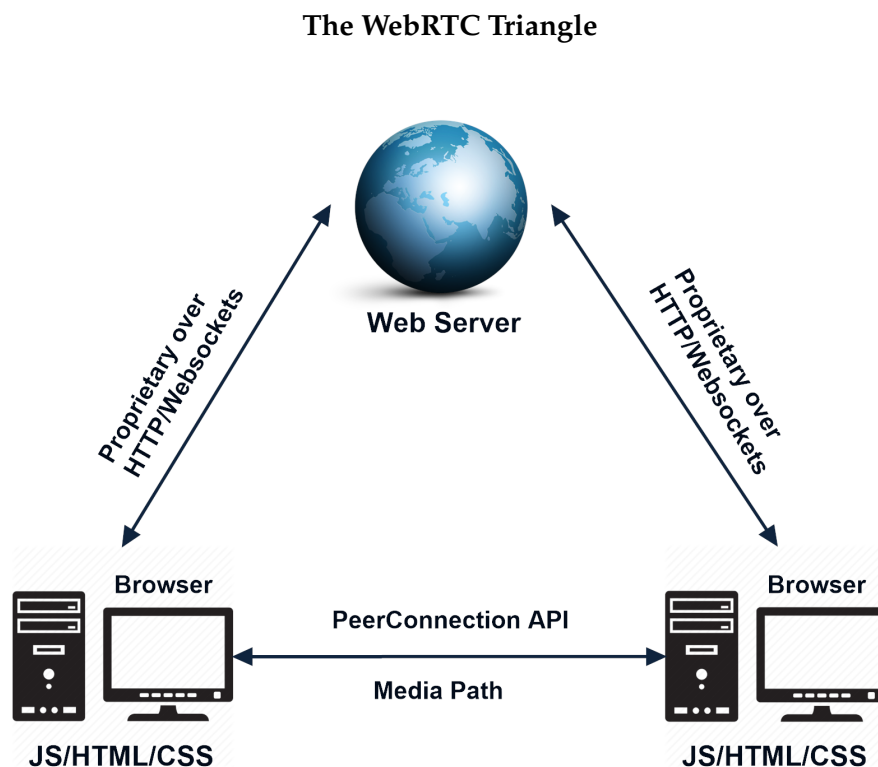 The WebRTC Triangle
Web Server
Proprietary over
HTTP/Websockets
Proprietary over
HTTP/Websockets
Browser
Browser
PeerConnection API
Media Path
JS/HTML/CSS
JS/HTML/CSS